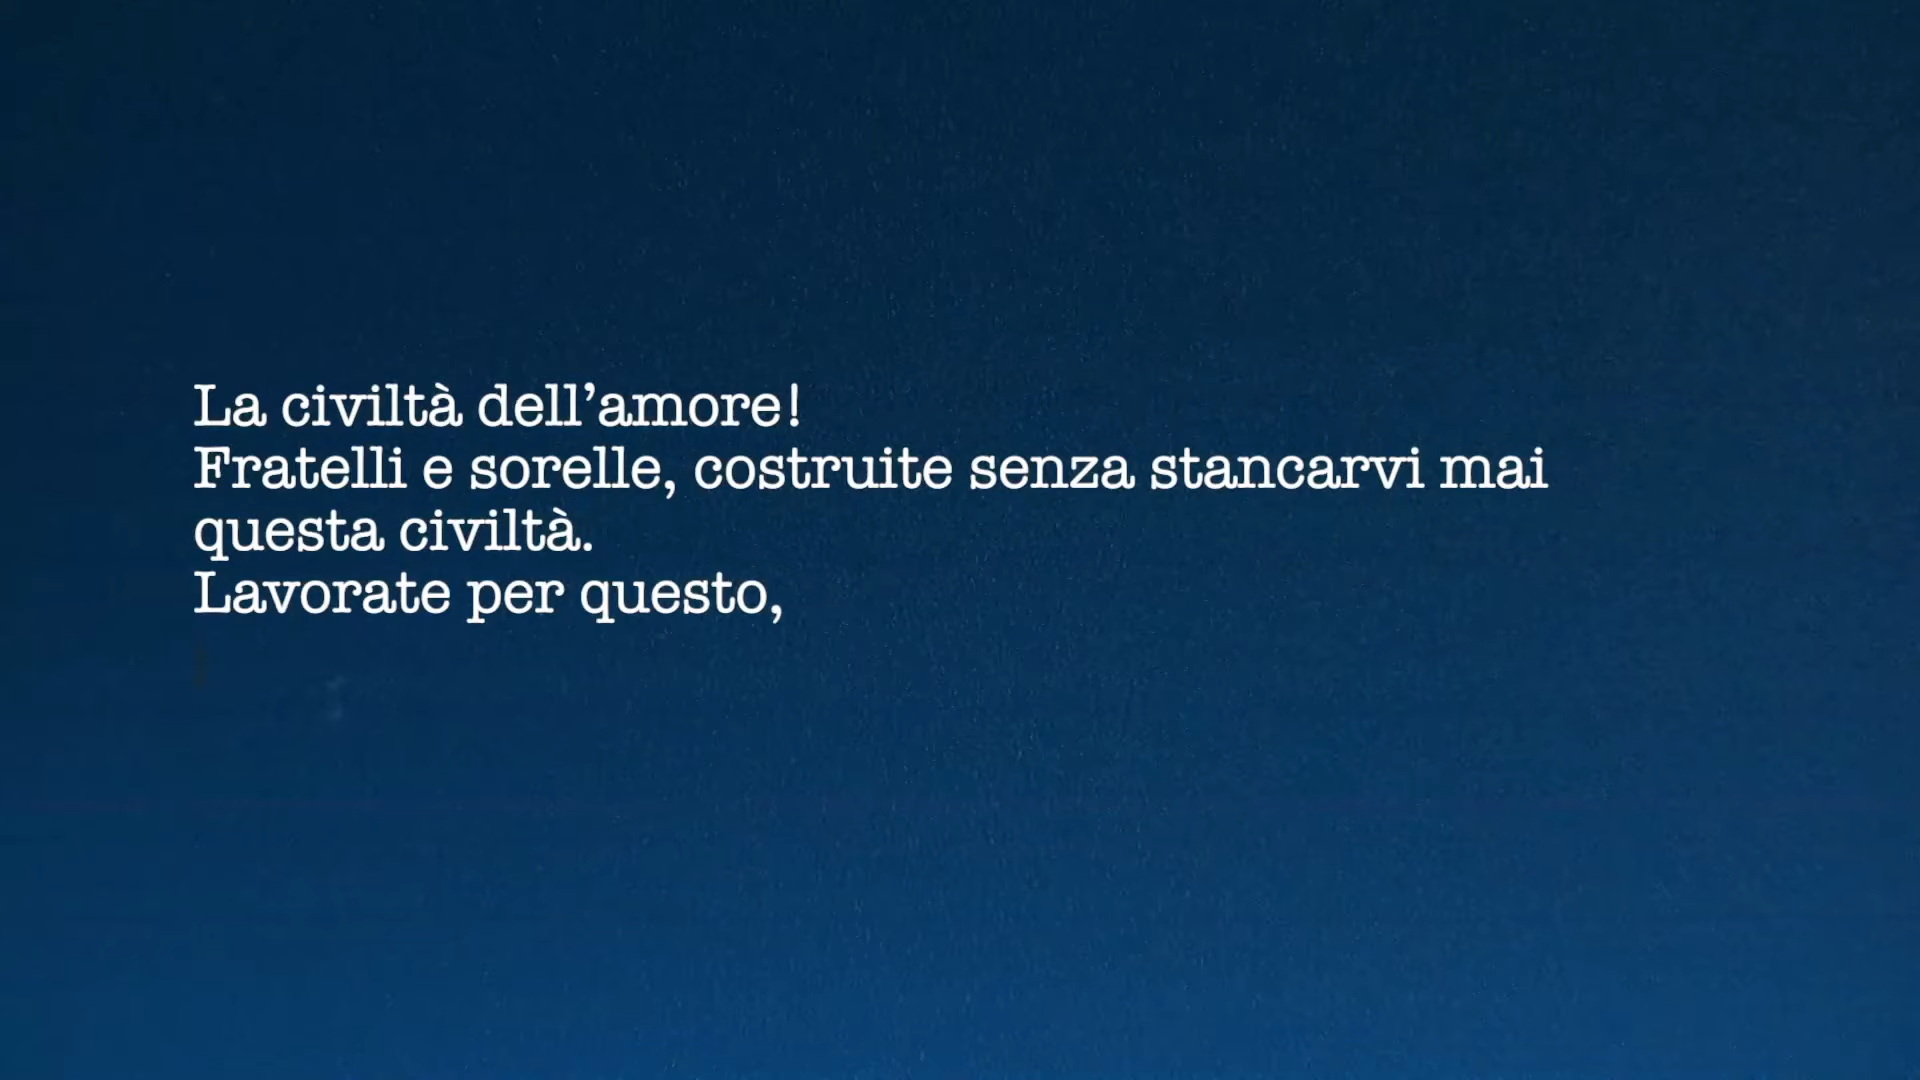 La civiltà dell’amore!
Fratelli e sorelle, costruite senza stancarvi mai
questa civiltà.
Lavorate per questo,